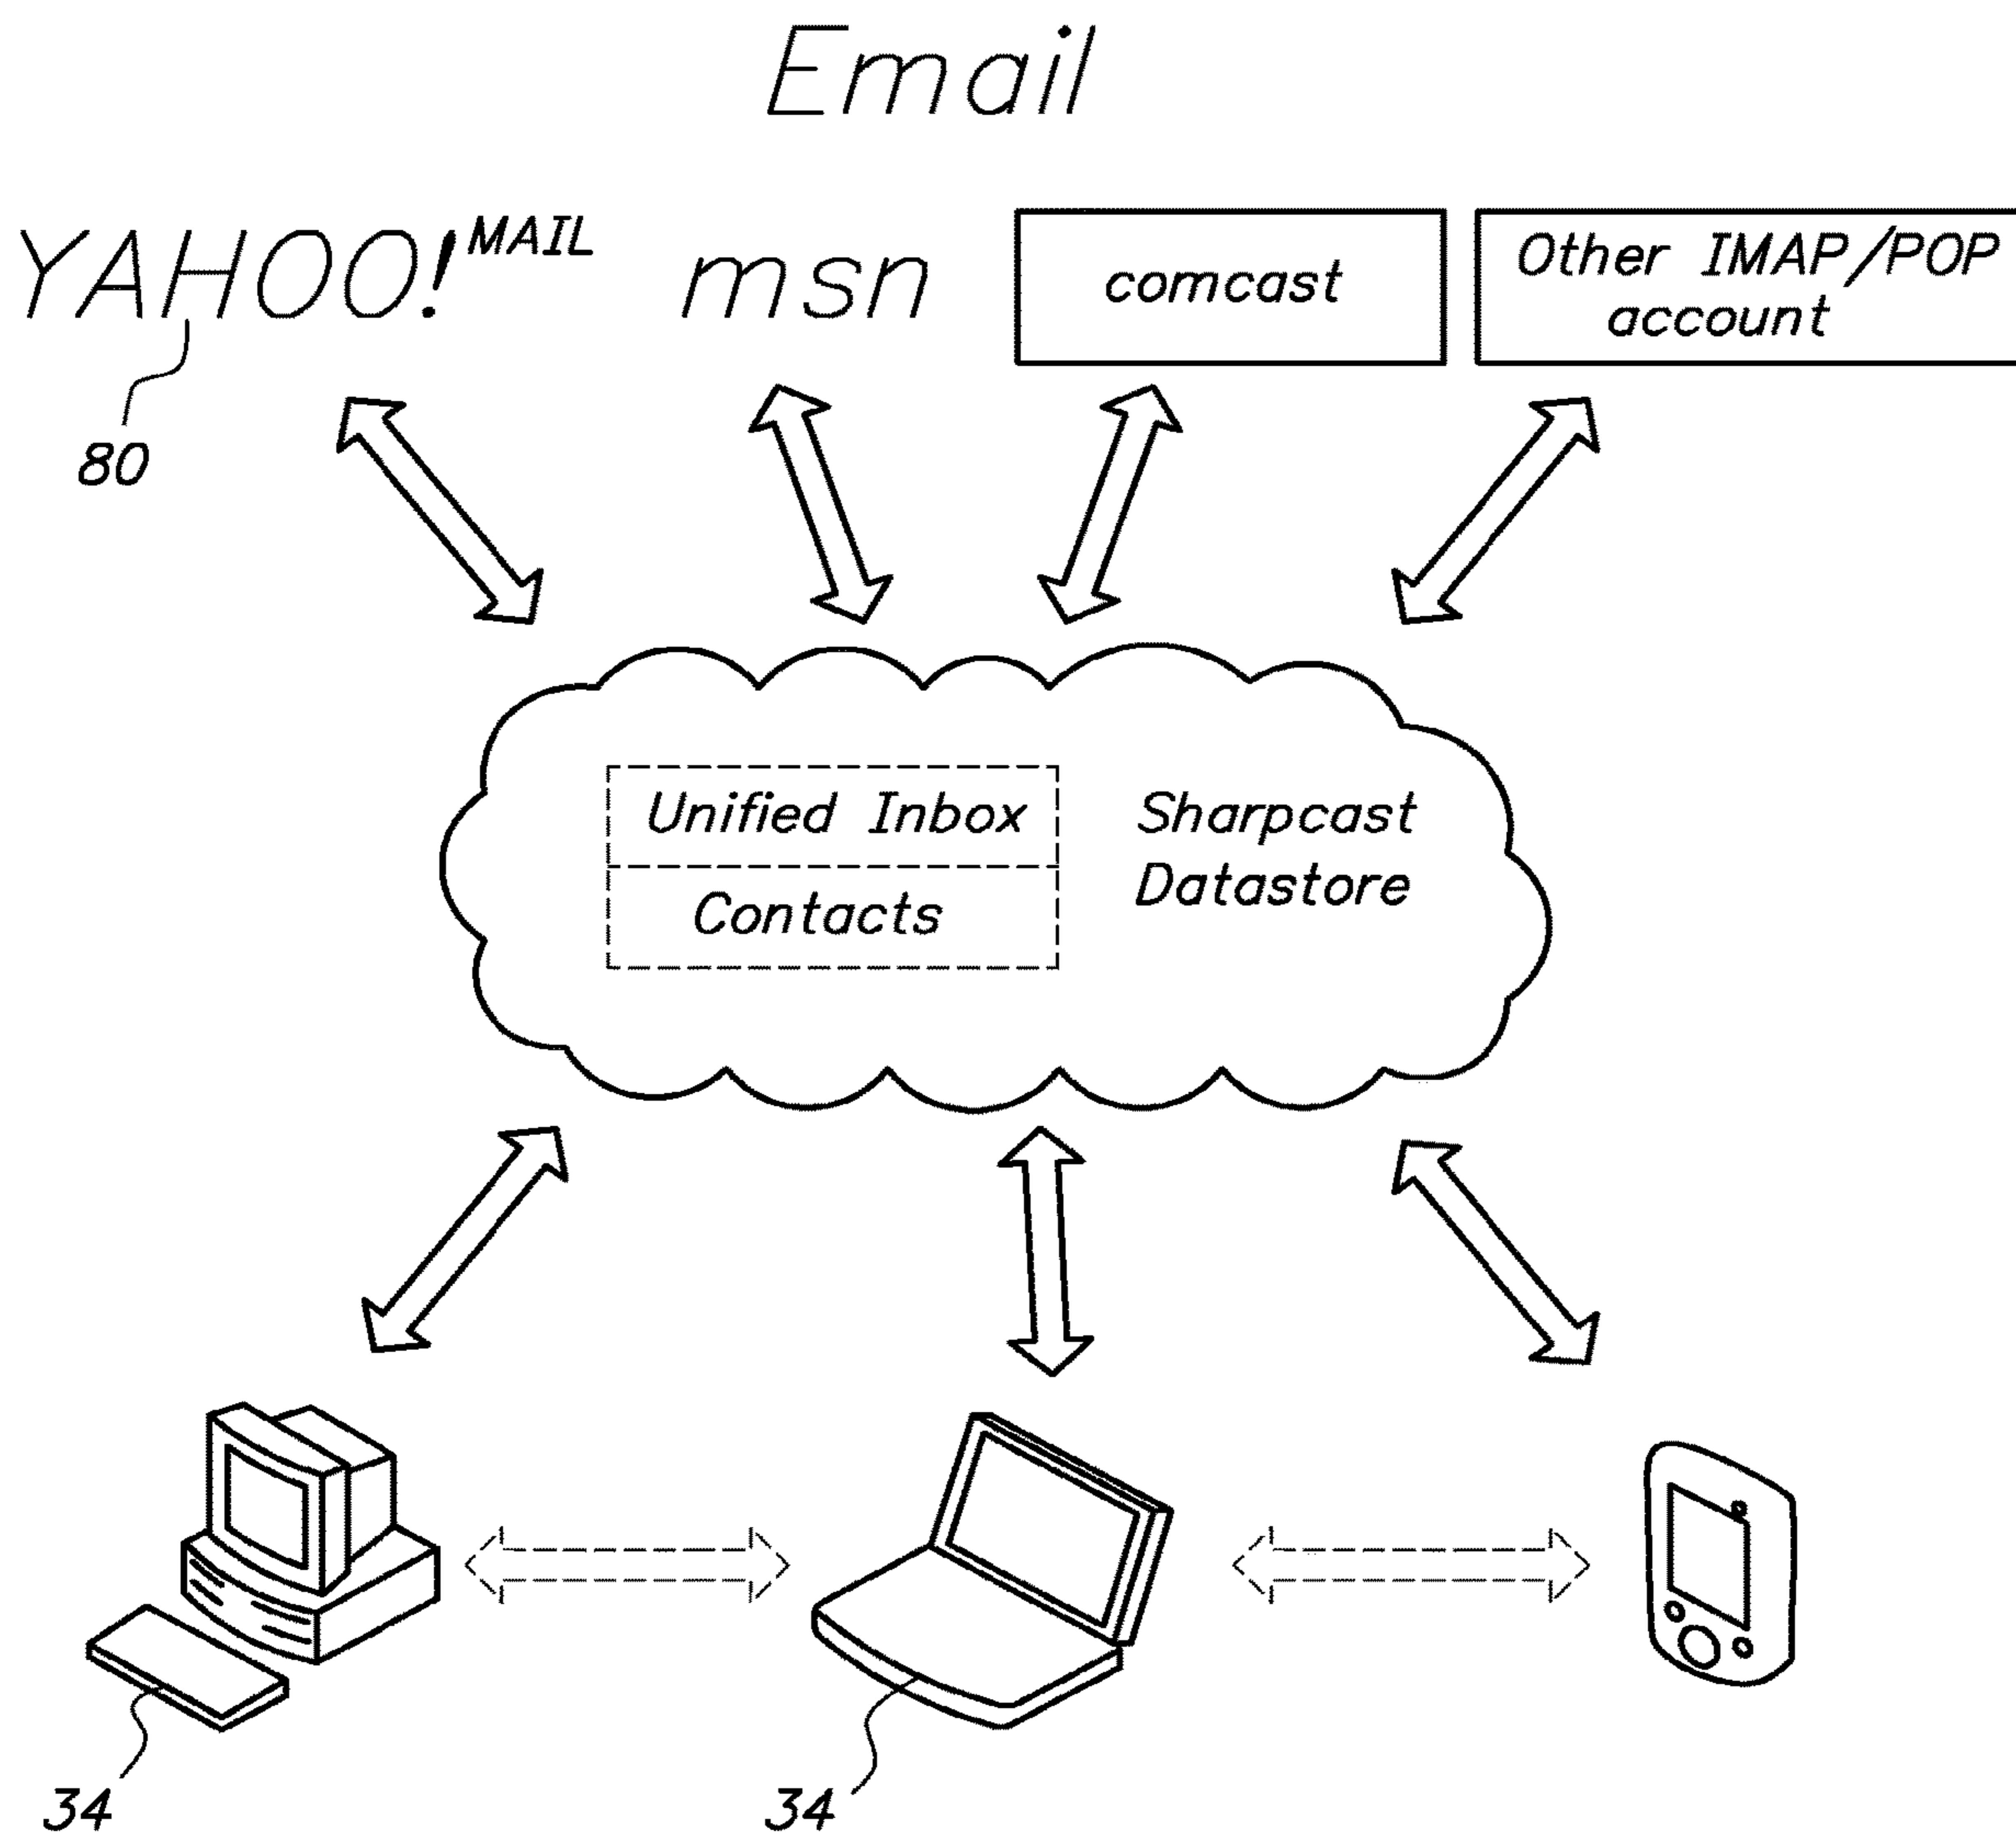 Email
YAHOO! MAIL
msn
comcast
Other IMAP/POP
account
80
Unified Inbox
Contacts
Sharpcast
Datastore
34
34